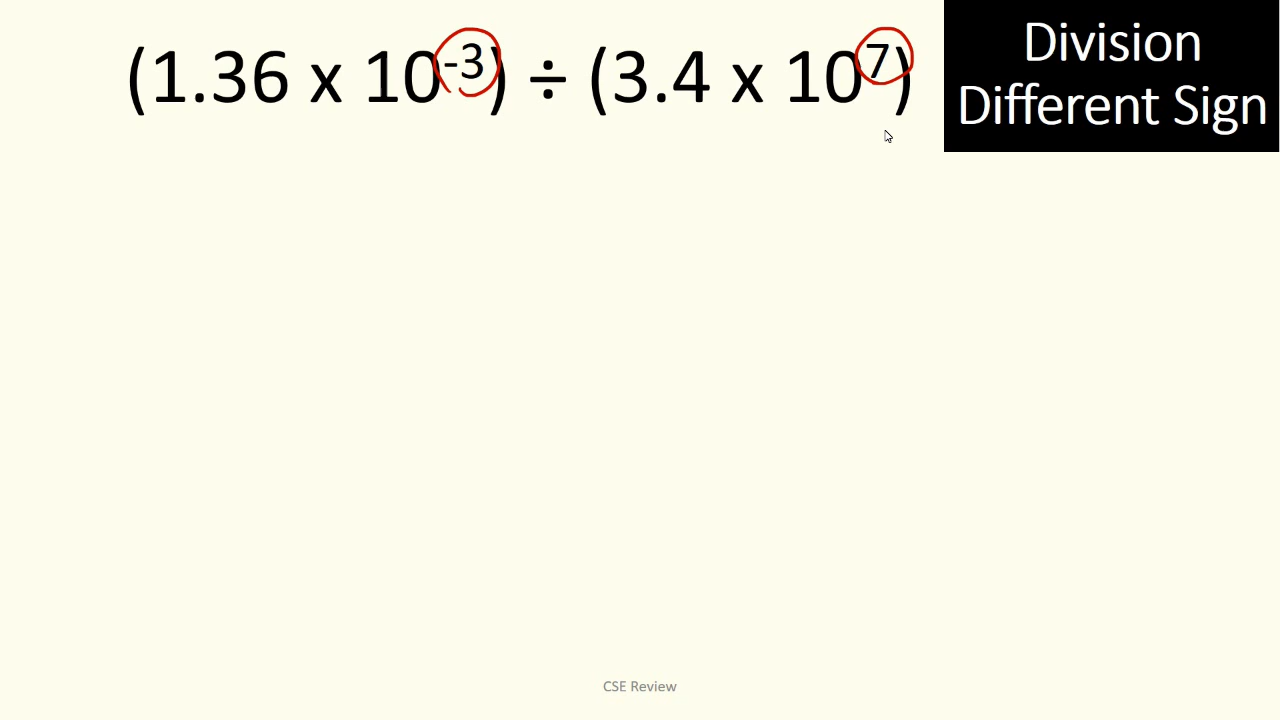 (1.36 x 10⁻³) ÷ (3.4 x 10⁷)
Division
Different Sign
CSE Review